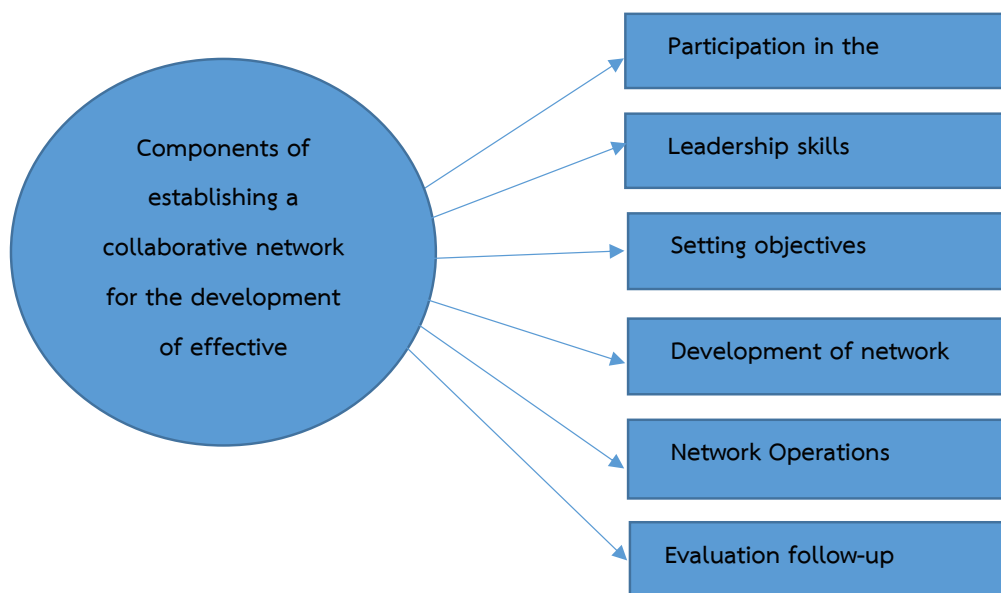 Components of
establishing a
collaborative network
for the development
of effective
Participation in the
Leadership skills
Setting objectives
Development of network
Network Operations
Evaluation follow-up